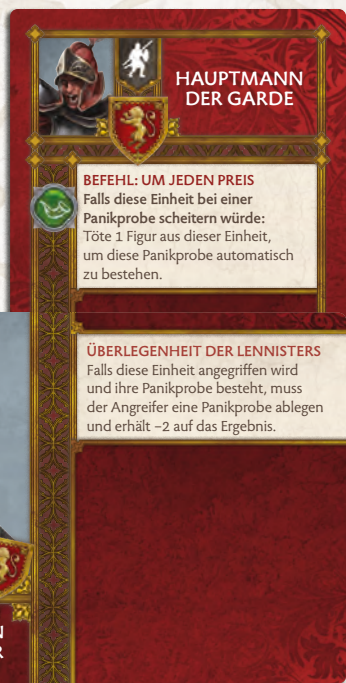 HAUPTMANN
DER GARDE
BEFEHL: UM JEDEN PREIS
Falls diese Einheit bei einer
Panikprobe scheitern würde:
Töte 1 Figur aus dieser Einheit,
um diese Panikprobe automatisch
zu bestehen.
ÜBERLEGENHEIT DER LENNISTERS
Falls diese Einheit angegriffen wird
und ihre Panikprobe besteht, muss
der Angreifer eine Panikprobe ablegen
und erhält –2 auf das Ergebnis.
N
R